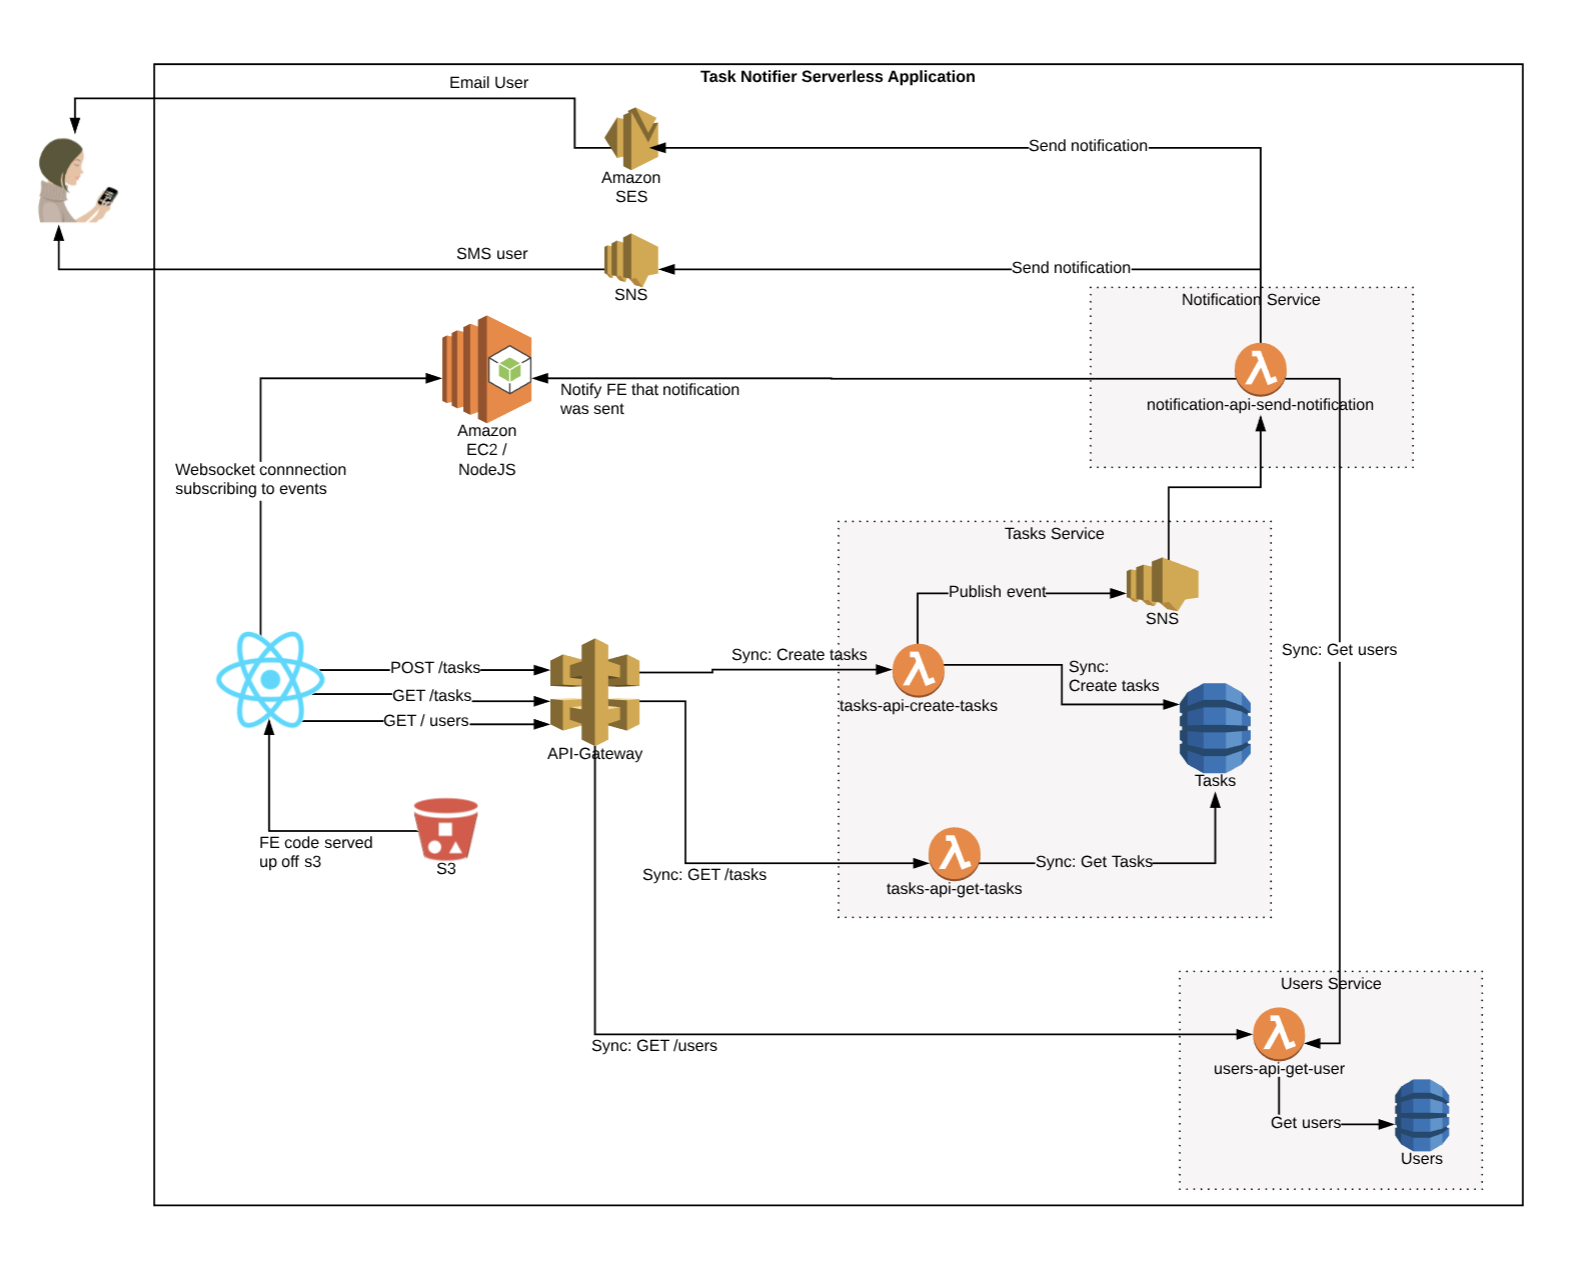 Task Notifier Serverless Application
Email User
Send notification
Amazon
SES
SMS user
Send notification
SNS
Notification Service
Notify FE that notification
was sent
notification-api-send-notification
Amazon
EC2 /
NodeJS
Websocket connnection
subscribing to events
Tasks Service
Publish event
SNS
Sync: Get users
POST /tasks
Sync: Create tasks
Sync:
Create tasks
GET /tasks
tasks-api-create-tasks
GET / users
API-Gateway
Tasks
FE code served
up off s3
S3
Sync: GET /tasks
Sync: Get Tasks
tasks-api-get-tasks
Users Service
Sync: GET /users
users-api-get-user
Get users
Users